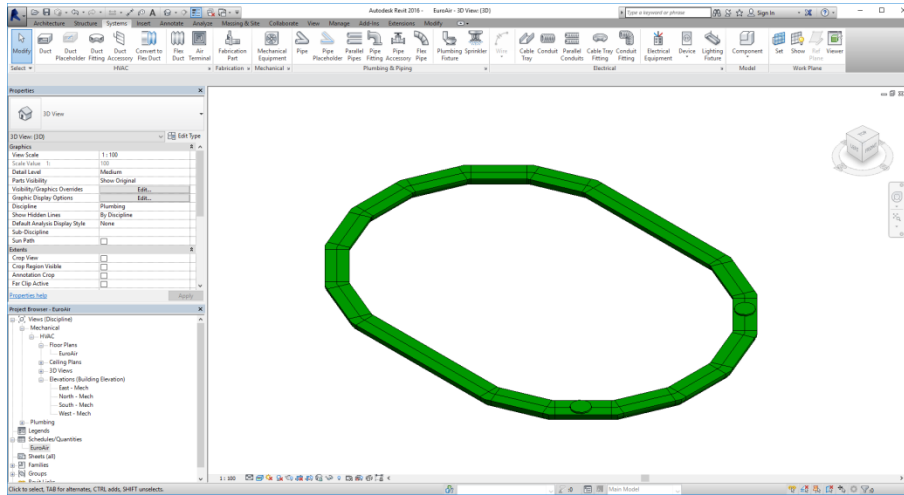 Autodesk Revit 2016 - EuroAir - 3D View: {3D}
Type a keyword or phrase
Sign In
Architecture Structure Systems Insert Annotate Analyze Massing & Site Collaborate View Manage Add-Ins Extensions Modify
Modify Duct Duct Placeholder Duct Fitting Duct Accessory Convert to Flex Duct Flex Duct Air Terminal Fabrication Part Mechanical Equipment Pipe Pipe Placeholder Parallel Pipes Pipe Fitting Pipe Accessory Flex Pipe Plumbing Fixture Sprinkler Wire Cable Tray Conduit Parallel Conduits Cable Tray Fitting Conduit Fitting Electrical Equipment Device Lighting Fixture Component Set Show Ref Plane Viewer
Select HVAC Fabrication Mechanical Plumbing & Piping Electrical Model Work Plane
Properties
3D View
3D View: {3D} Edit Type
Graphics
View Scale 1 : 100
Scale Value 1: 100
Detail Level Medium
Parts Visibility Show Original
Visibility/Graphics Overrides Edit...
Graphic Display Options Edit...
Discipline Plumbing
Show Hidden Lines By Discipline
Default Analysis Display Style None
Sub-Discipline
Sun Path
Extents
Crop View
Crop Region Visible
Annotation Crop
Far Clip Active
Properties help Apply
Project Browser - EuroAir
Views (Discipline)
Mechanical
HVAC
Floor Plans
EuroAir
Ceiling Plans
3D Views
Elevations (Building Elevation)
East - Mech
North - Mech
South - Mech
West - Mech
Plumbing
Legends
Schedules/Quantities
EuroAir
Sheets (all)
Families
Groups
Revit Links
1 : 100
Click to select, TAB for alternates, CTRL adds, SHIFT unselects.
:0
Main Model